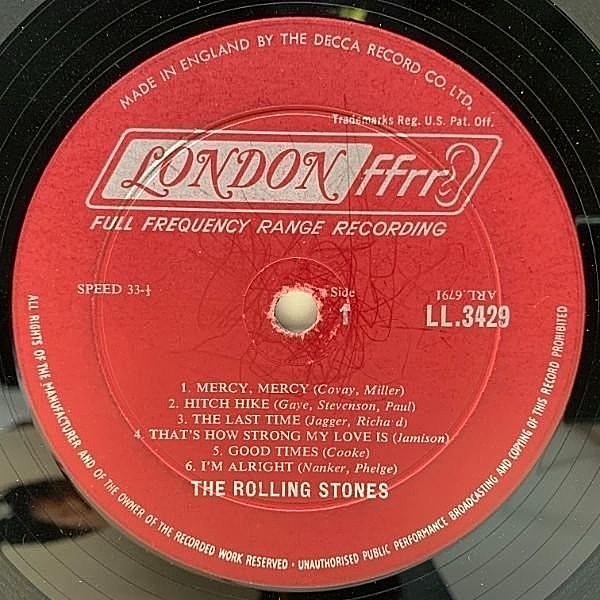 MADE IN ENGLAND BY THE DECCA RECORD CO. LTD.
Trademarks Reg. U.S. Pat. Off.
LONDON ffrr
FULL FREQUENCY RANGE RECORDING
SPEED 33-⅓
Side
1
ARL.6791
LL.3429
1. MERCY, MERCY (Covay, Miller)
2. HITCH HIKE (Gaye, Stevenson, Paul)
3. THE LAST TIME (Jagger, Richa d)
4. THAT'S HOW STRONG MY LOVE IS (Jamison)
5. GOOD TIMES (Cooke)
6. I'M ALRIGHT (Nanker, Phelge)
THE ROLLING STONES
ALL RIGHTS OF THE MANUFACTURER AND OF THE OWNER OF THE RECORDED WORK RESERVED · UNAUTHORISED PUBLIC PERFORMANCE BROADCASTING AND COPYING OF THIS RECORD PROHIBITED